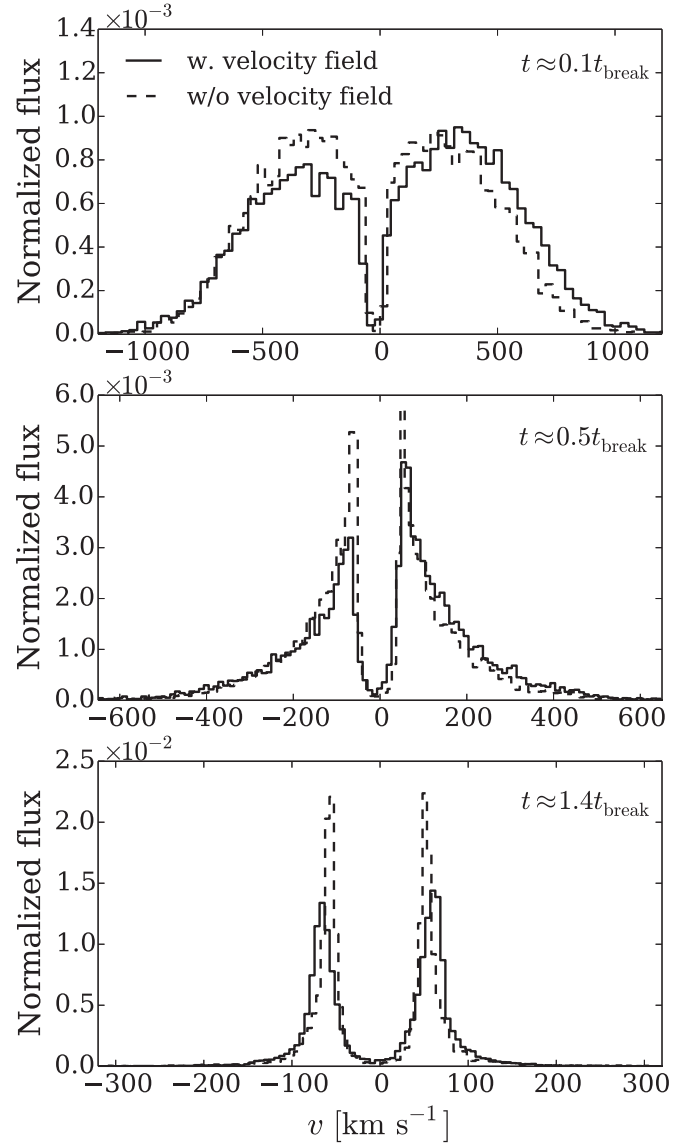 ×10⁻³
1.4
1.2
1.0
0.8
0.6
0.4
0.2
0.0
Normalized flux
w. velocity field
w/o velocity field
t ≈ 0.1t_break
−1000 −500 0 500 1000
×10⁻³
6.0
5.0
4.0
3.0
2.0
1.0
0.0
Normalized flux
t ≈ 0.5t_break
−600 −400 −200 0 200 400 600
×10⁻²
2.5
2.0
1.5
1.0
0.5
0.0
Normalized flux
t ≈ 1.4t_break
−300 −200 −100 0 100 200 300
v [km s⁻¹]